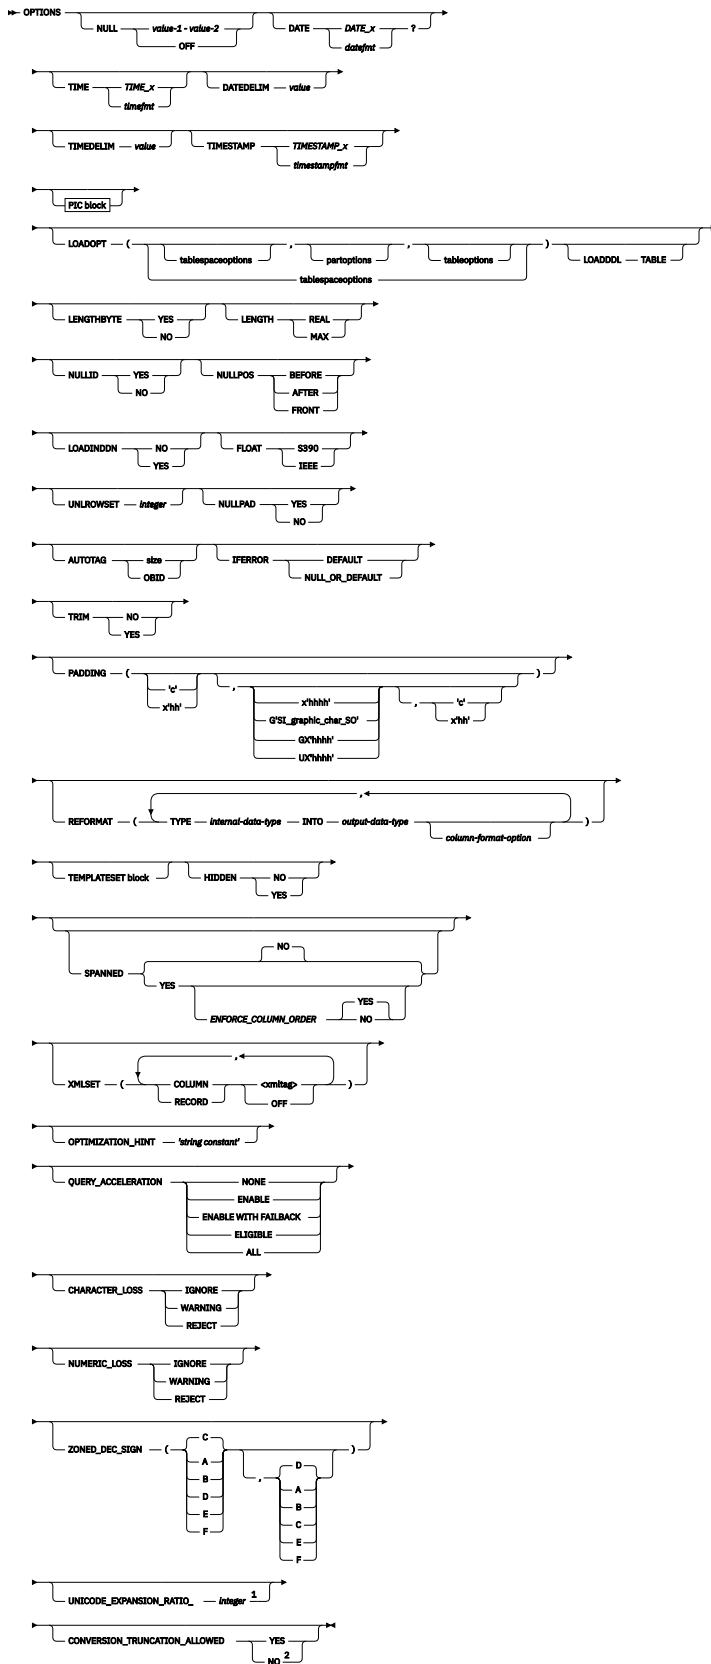 OPTIONS
NULL value-1 - value-2 DATE DATE_x ?
OFF datefmt
TIME TIME_x DATEDELIM value
timefmt
TIMEDELIM value TIMESTAMP TIMESTAMP_x
timestampfmt
PIC block
LOADOPT ( tablespaceoptions , partoptions , tableoptions ) LOADDDL TABLE
tablespaceoptions
LENGTHBYTE YES LENGTH REAL
NO MAX
NULLID YES NULLPOS BEFORE
NO AFTER
FRONT
LOADINDDN NO FLOAT S390
YES IEEE
UNLROWSET integer NULLPAD YES
NO
AUTOTAG size IFERROR DEFAULT
OBID NULL_OR_DEFAULT
TRIM NO
YES
PADDING ( 'c' , x'hhhh' , 'c' )
x'hh' G'SI_graphic_char_SO' x'hh'
GX'hhhh'
UX'hhhh'
,
REFORMAT ( TYPE internal-data-type INTO output-data-type )
column-format-option
TEMPLATESET block HIDDEN NO
YES
NO
SPANNED
YES
YES
ENFORCE_COLUMN_ORDER NO
,
XMLSET ( COLUMN <xmltag> )
RECORD OFF
OPTIMIZATION_HINT 'string constant'
QUERY_ACCELERATION NONE
ENABLE
ENABLE WITH FAILBACK
ELIGIBLE
ALL
CHARACTER_LOSS IGNORE
WARNING
REJECT
NUMERIC_LOSS IGNORE
WARNING
REJECT
C
ZONED_DEC_SIGN ( )
A
B , D
D A
E B
F C
E
F
UNICODE_EXPANSION_RATIO_ integer 1
CONVERSION_TRUNCATION_ALLOWED YES
NO 2